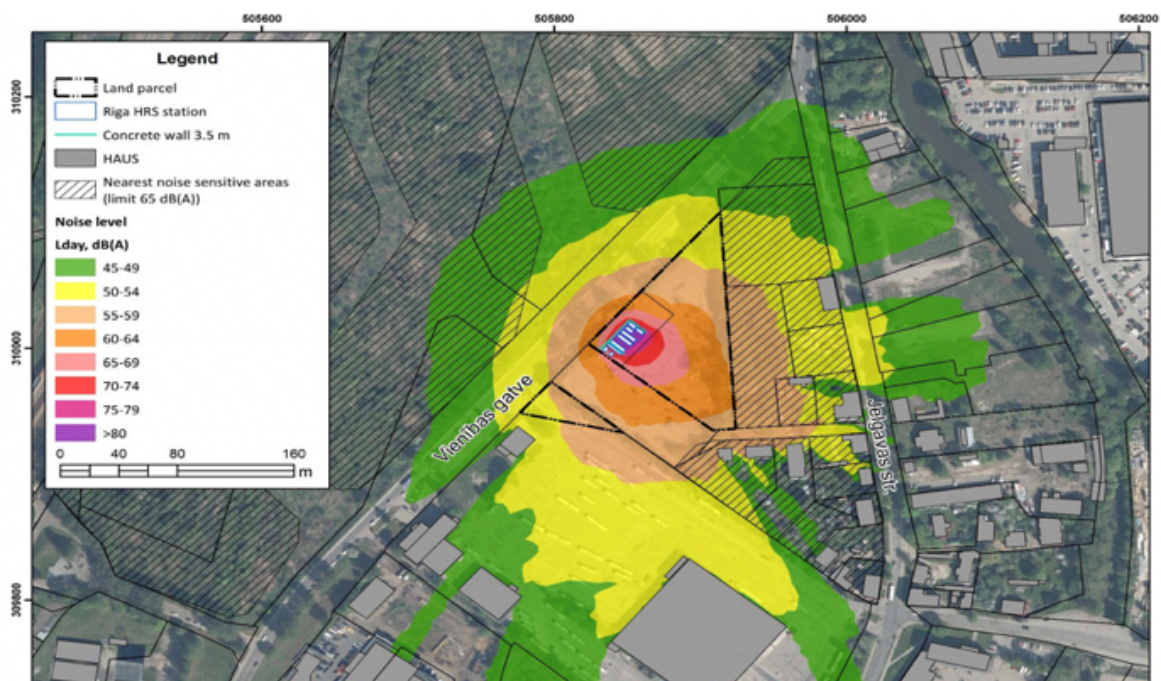 505600
505800
506000
506200
310200
310000
309800
Legend
Land parcel
Riga HRS station
Concrete wall 3.5 m
HAUS
Nearest noise sensitive areas
(limit 65 dB(A))
Noise level
Lday, dB(A)
45-49
50-54
55-59
60-64
65-69
70-74
75-79
>80
0 40 80 160
m
Vienības gatve
Jelgavas str.